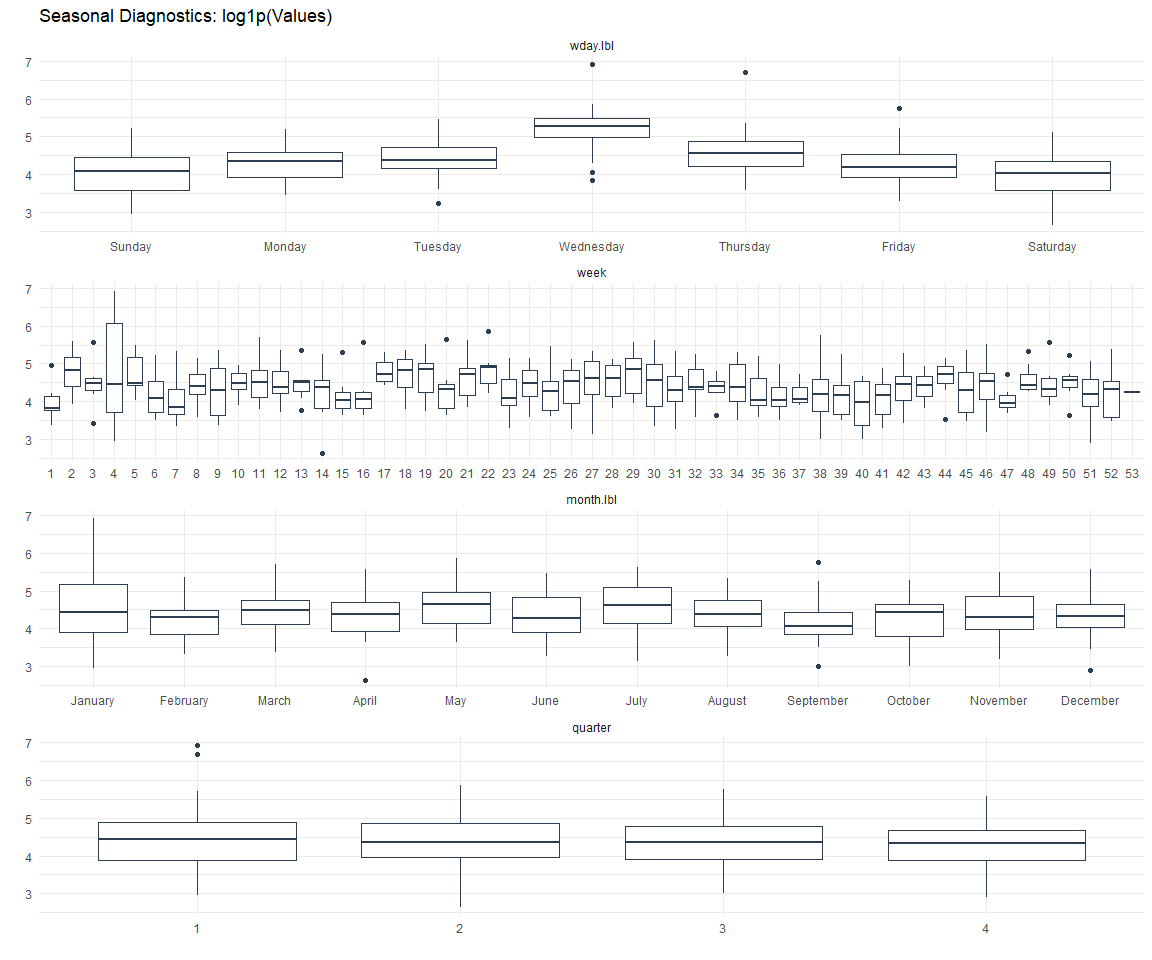 Seasonal Diagnostics: log1p(Values)
wday.lbl
7
6
5
4
3
Sunday Monday Tuesday Wednesday Thursday Friday Saturday
week
7
6
5
4
3
1 2 3 4 5 6 7 8 9 10 11 12 13 14 15 16 17 18 19 20 21 22 23 24 25 26 27 28 29 30 31 32 33 34 35 36 37 38 39 40 41 42 43 44 45 46 47 48 49 50 51 52 53
month.lbl
7
6
5
4
3
January February March April May June July August September October November December
quarter
7
6
5
4
3
1 2 3 4